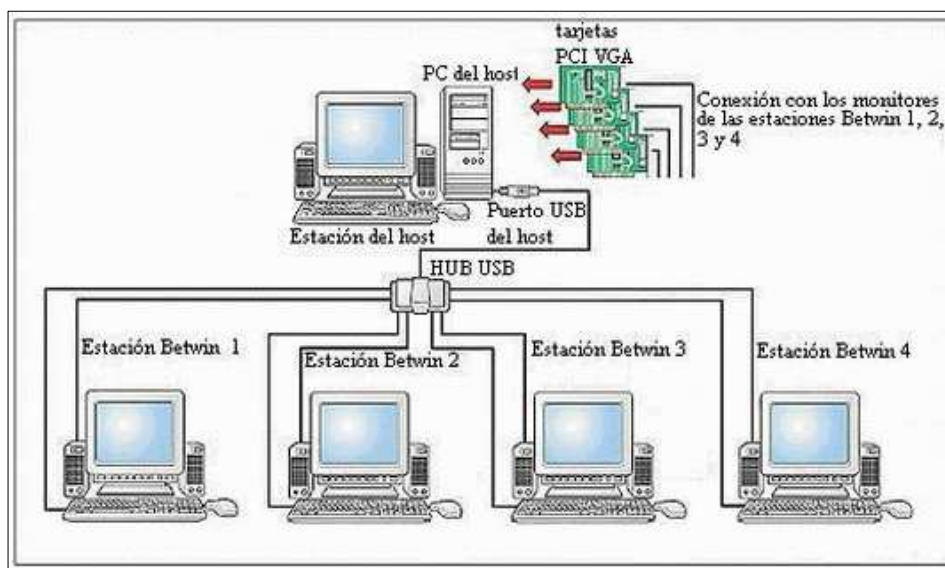 tarjetas
PCI VGA
PC del host
Conexión con los monitores
de las estaciones Betwin 1, 2,
3 y 4
Puerto USB
del host
Estación del host
HUB USB
Estación Betwin 1
Estación Betwin 2
Estación Betwin 3
Estación Betwin 4